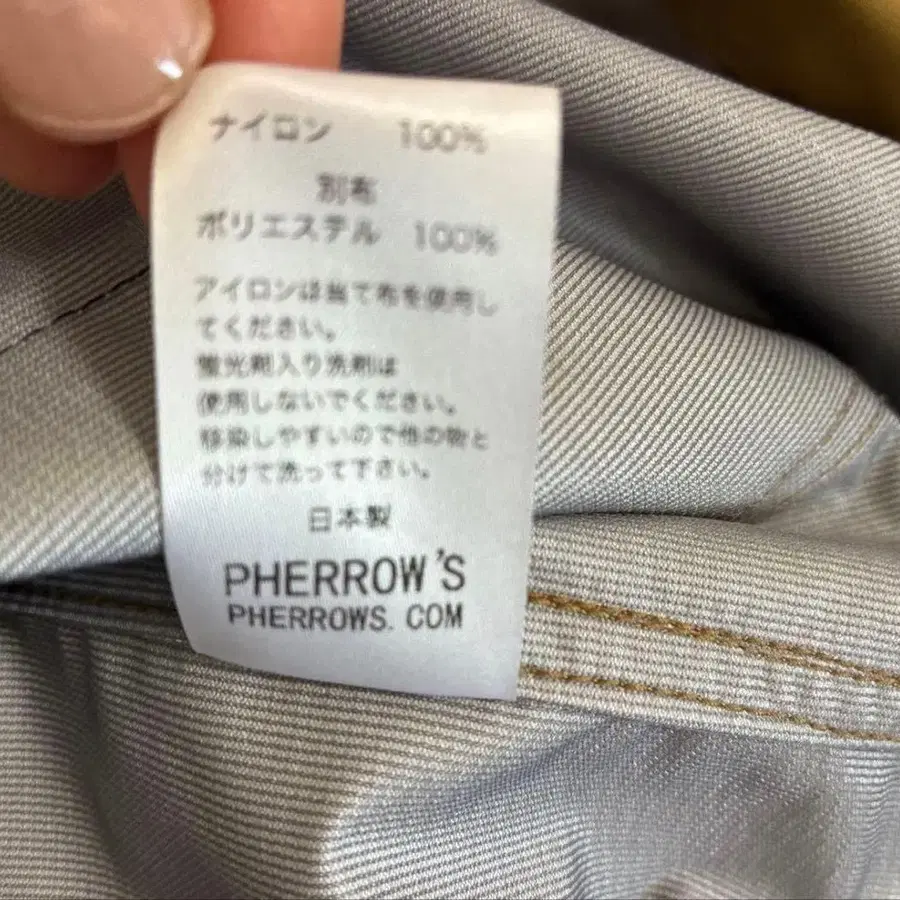 ナイロン 100%
別布
ポリエステル 100%
アイロンは当て布を使用し
てください。
蛍光剤入り洗剤は
使用しないでください。
移染しやすいので他の物と
分けて洗って下さい。
日本製
PHERROW'S
PHERROWS. COM